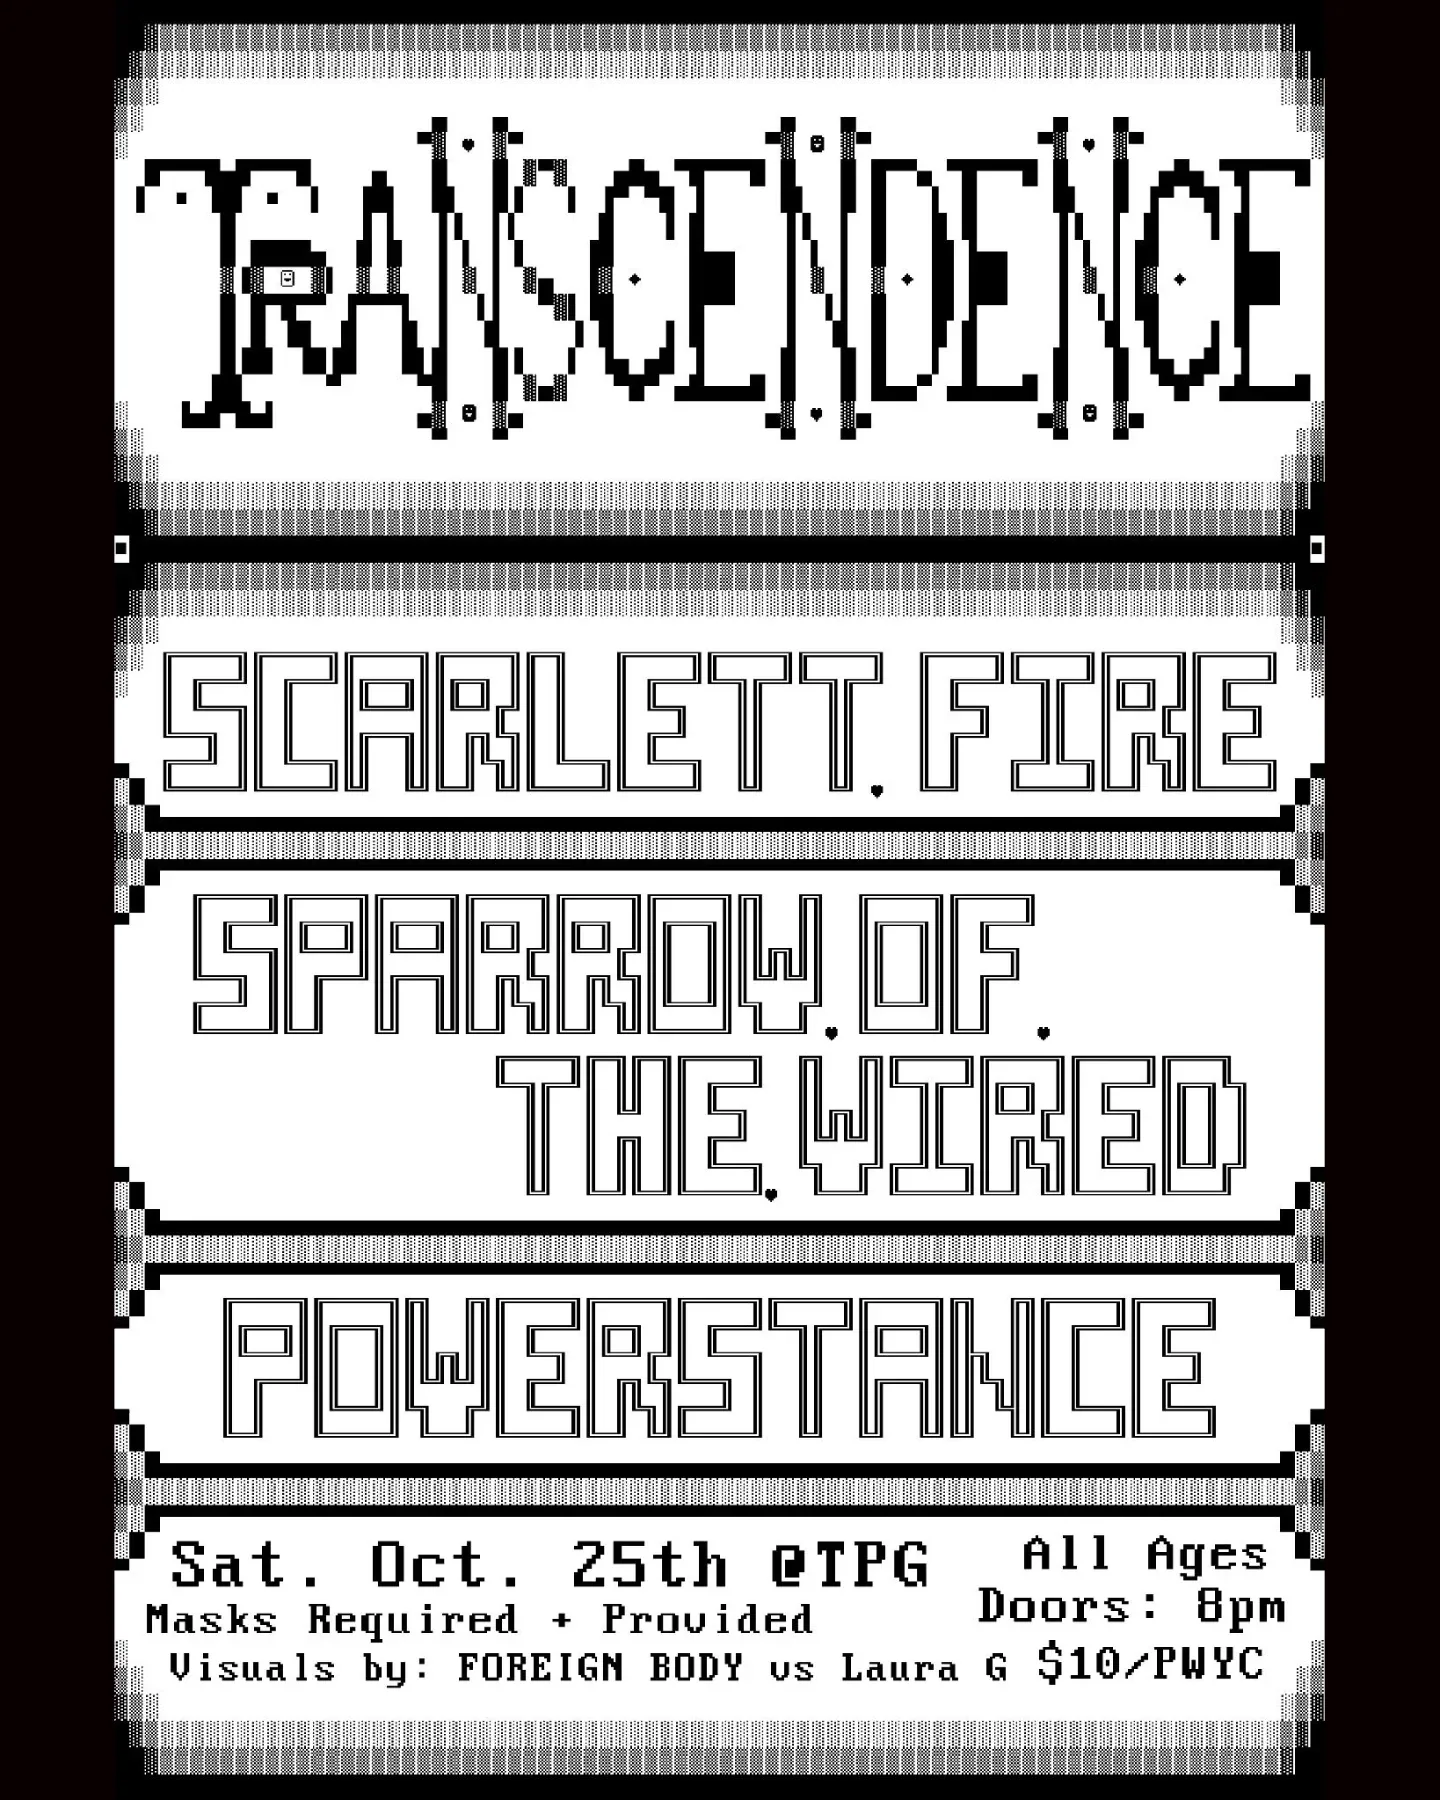 TRANSCENDENCE
SCARLETT FIRE
SPARROW OF
THE WIRED
POWERSTANCE
Sat. Oct. 25th @TPG
All Ages
Doors: 8pm
Masks Required + Provided
Visuals by: FOREIGN BODY vs Laura G
$10/PWYC